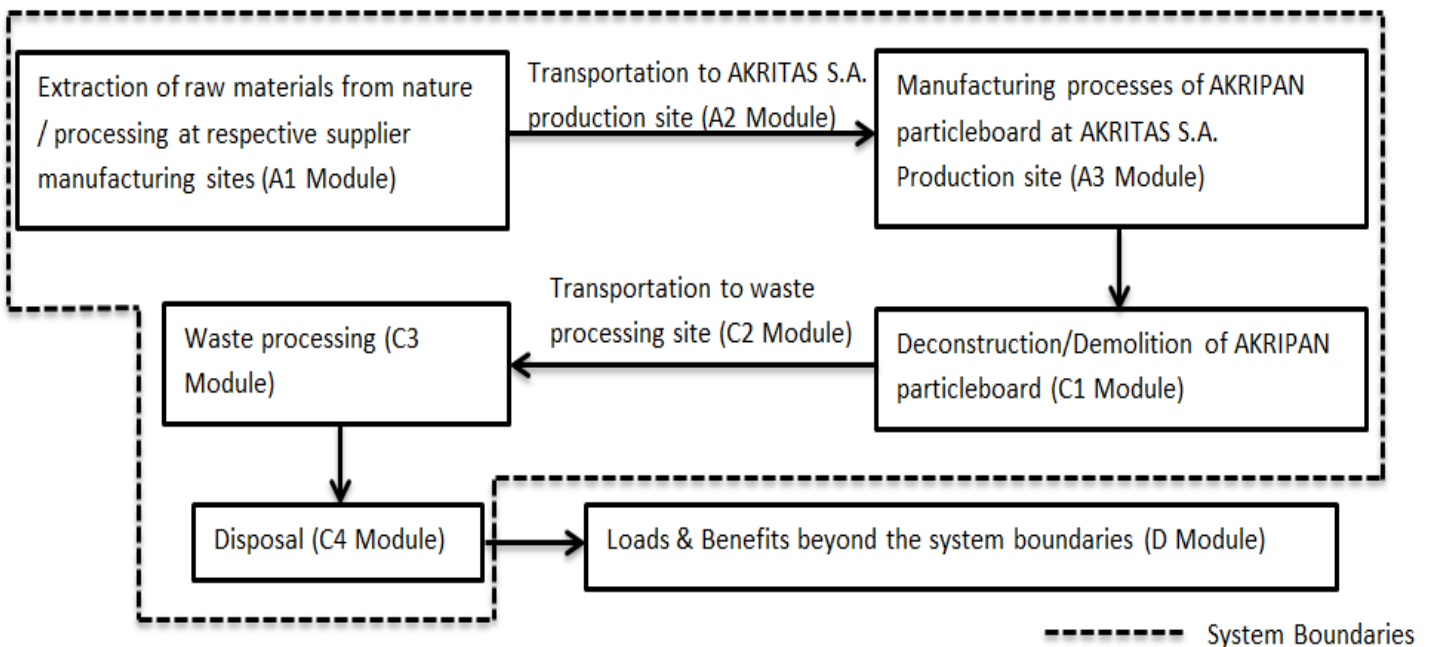 Extraction of raw materials from nature
/ processing at respective supplier
manufacturing sites (A1 Module)
Transportation to AKRITAS S.A.
production site (A2 Module)
Manufacturing processes of AKRIPAN
particleboard at AKRITAS S.A.
Production site (A3 Module)
Deconstruction/Demolition of AKRIPAN
particleboard (C1 Module)
Transportation to waste
processing site (C2 Module)
Waste processing (C3
Module)
Disposal (C4 Module)
Loads & Benefits beyond the system boundaries (D Module)
System Boundaries